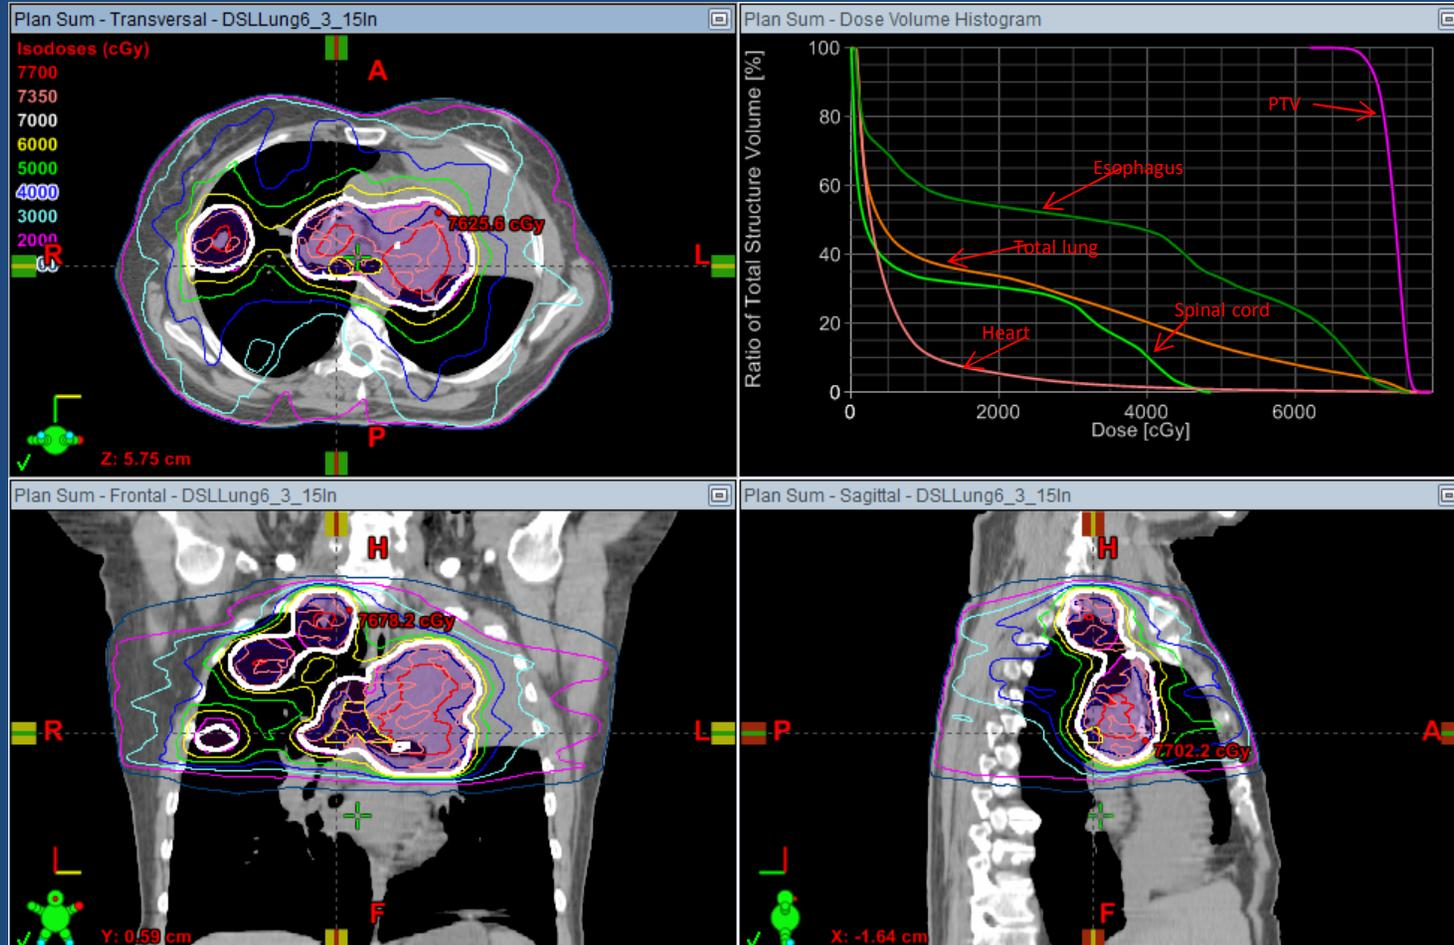 Plan Sum - Transversal - DSLLung6_3_15In
Isodoses (cGy)
7700
7350
7000
6000
5000
4000
3000
2000
A
R
L
7625.6 cGy
P
Z: 5.75 cm
Plan Sum - Dose Volume Histogram
Ratio of Total Structure Volume [%]
100
80
60
40
20
0
PTV
Esophagus
Total lung
Spinal cord
Heart
0 2000 4000 6000
Dose [cGy]
Plan Sum - Frontal - DSLLung6_3_15In
H
7678.2 cGy
R
L
F
Y: 0.59 cm
Plan Sum - Sagittal - DSLLung6_3_15In
H
P
A
7702.2 cGy
F
X: -1.64 cm